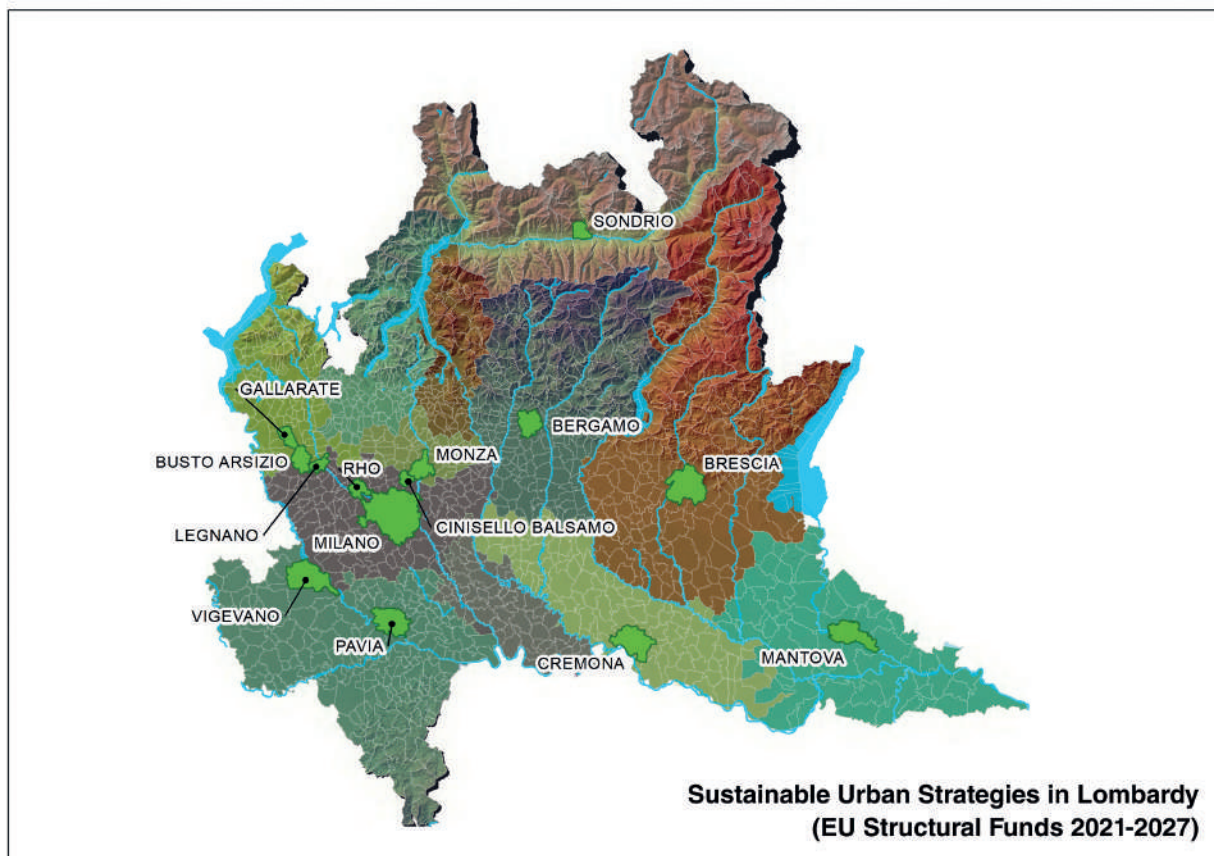 SONDRIO
GALLARATE
BERGAMO
BUSTO ARSIZIO
RHO
MONZA
BRESCIA
LEGNANO
CINISELLO BALSAMO
MILANO
VIGEVANO
PAVIA
CREMONA
MANTOVA
Sustainable Urban Strategies in Lombardy
(EU Structural Funds 2021-2027)